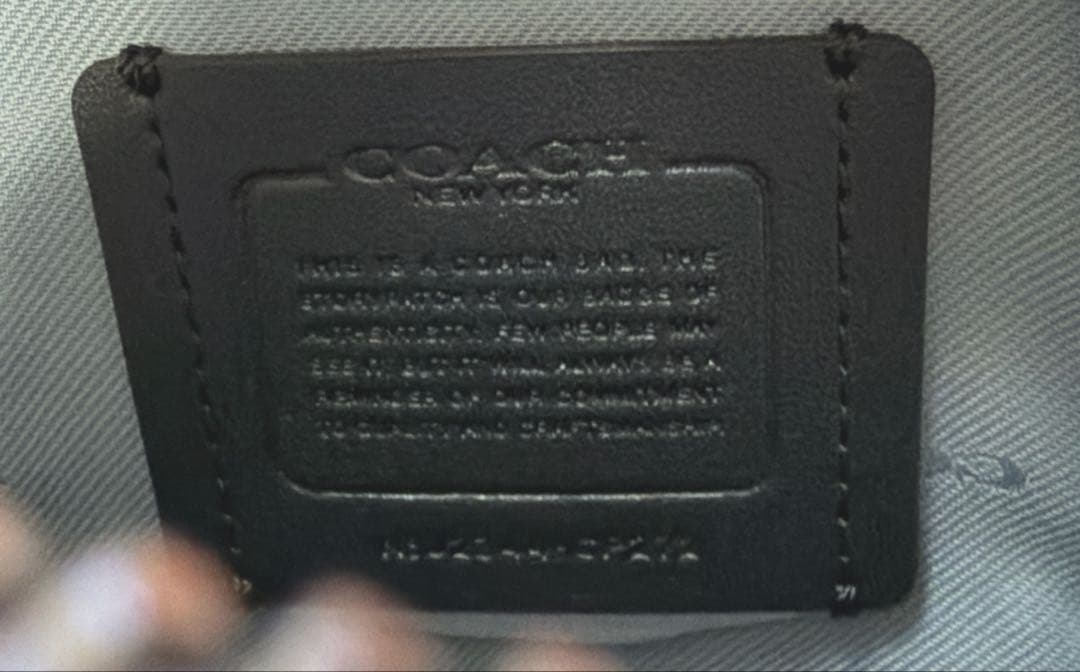 COACH
NEW YORK
THIS IS A COACH BAG. THE
STORYPATCH IS OUR BADGE OF
AUTHENTICITY. FEW PEOPLE MAY
SEE IT, BUT IT WILL ALWAYS BE A
REMINDER OF OUR COMMITMENT
TO QUALITY AND CRAFTSMANSHIP.